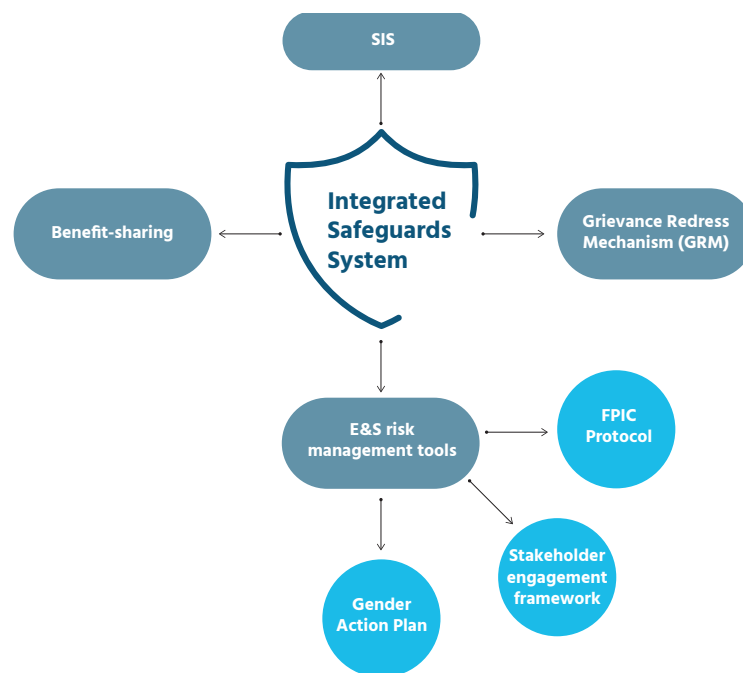 SIS
Integrated
Safeguards
System
Benefit-sharing
Grievance Redress
Mechanism (GRM)
E&S risk
management tools
FPIC
Protocol
Stakeholder
engagement
framework
Gender
Action Plan